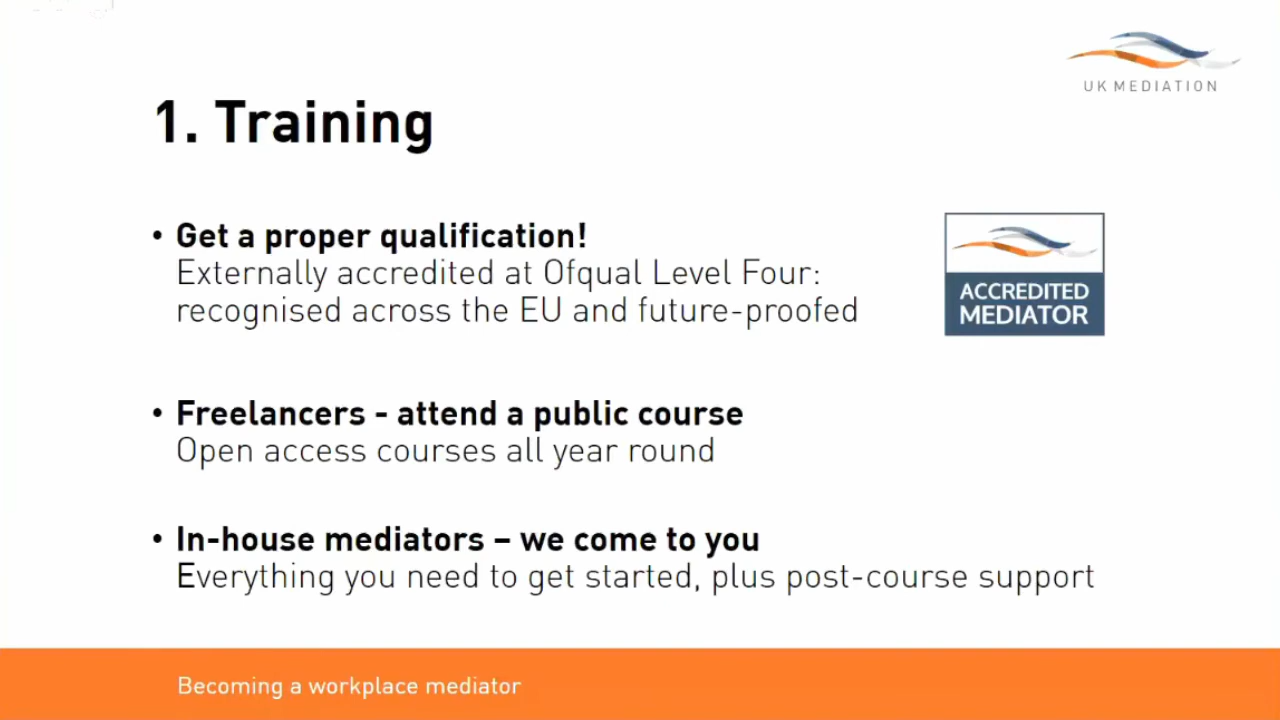 UK MEDIATION
1. Training
• Get a proper qualification!
Externally accredited at Ofqual Level Four:
recognised across the EU and future-proofed
ACCREDITED
MEDIATOR
• Freelancers - attend a public course
Open access courses all year round
• In-house mediators – we come to you
Everything you need to get started, plus post-course support
Becoming a workplace mediator